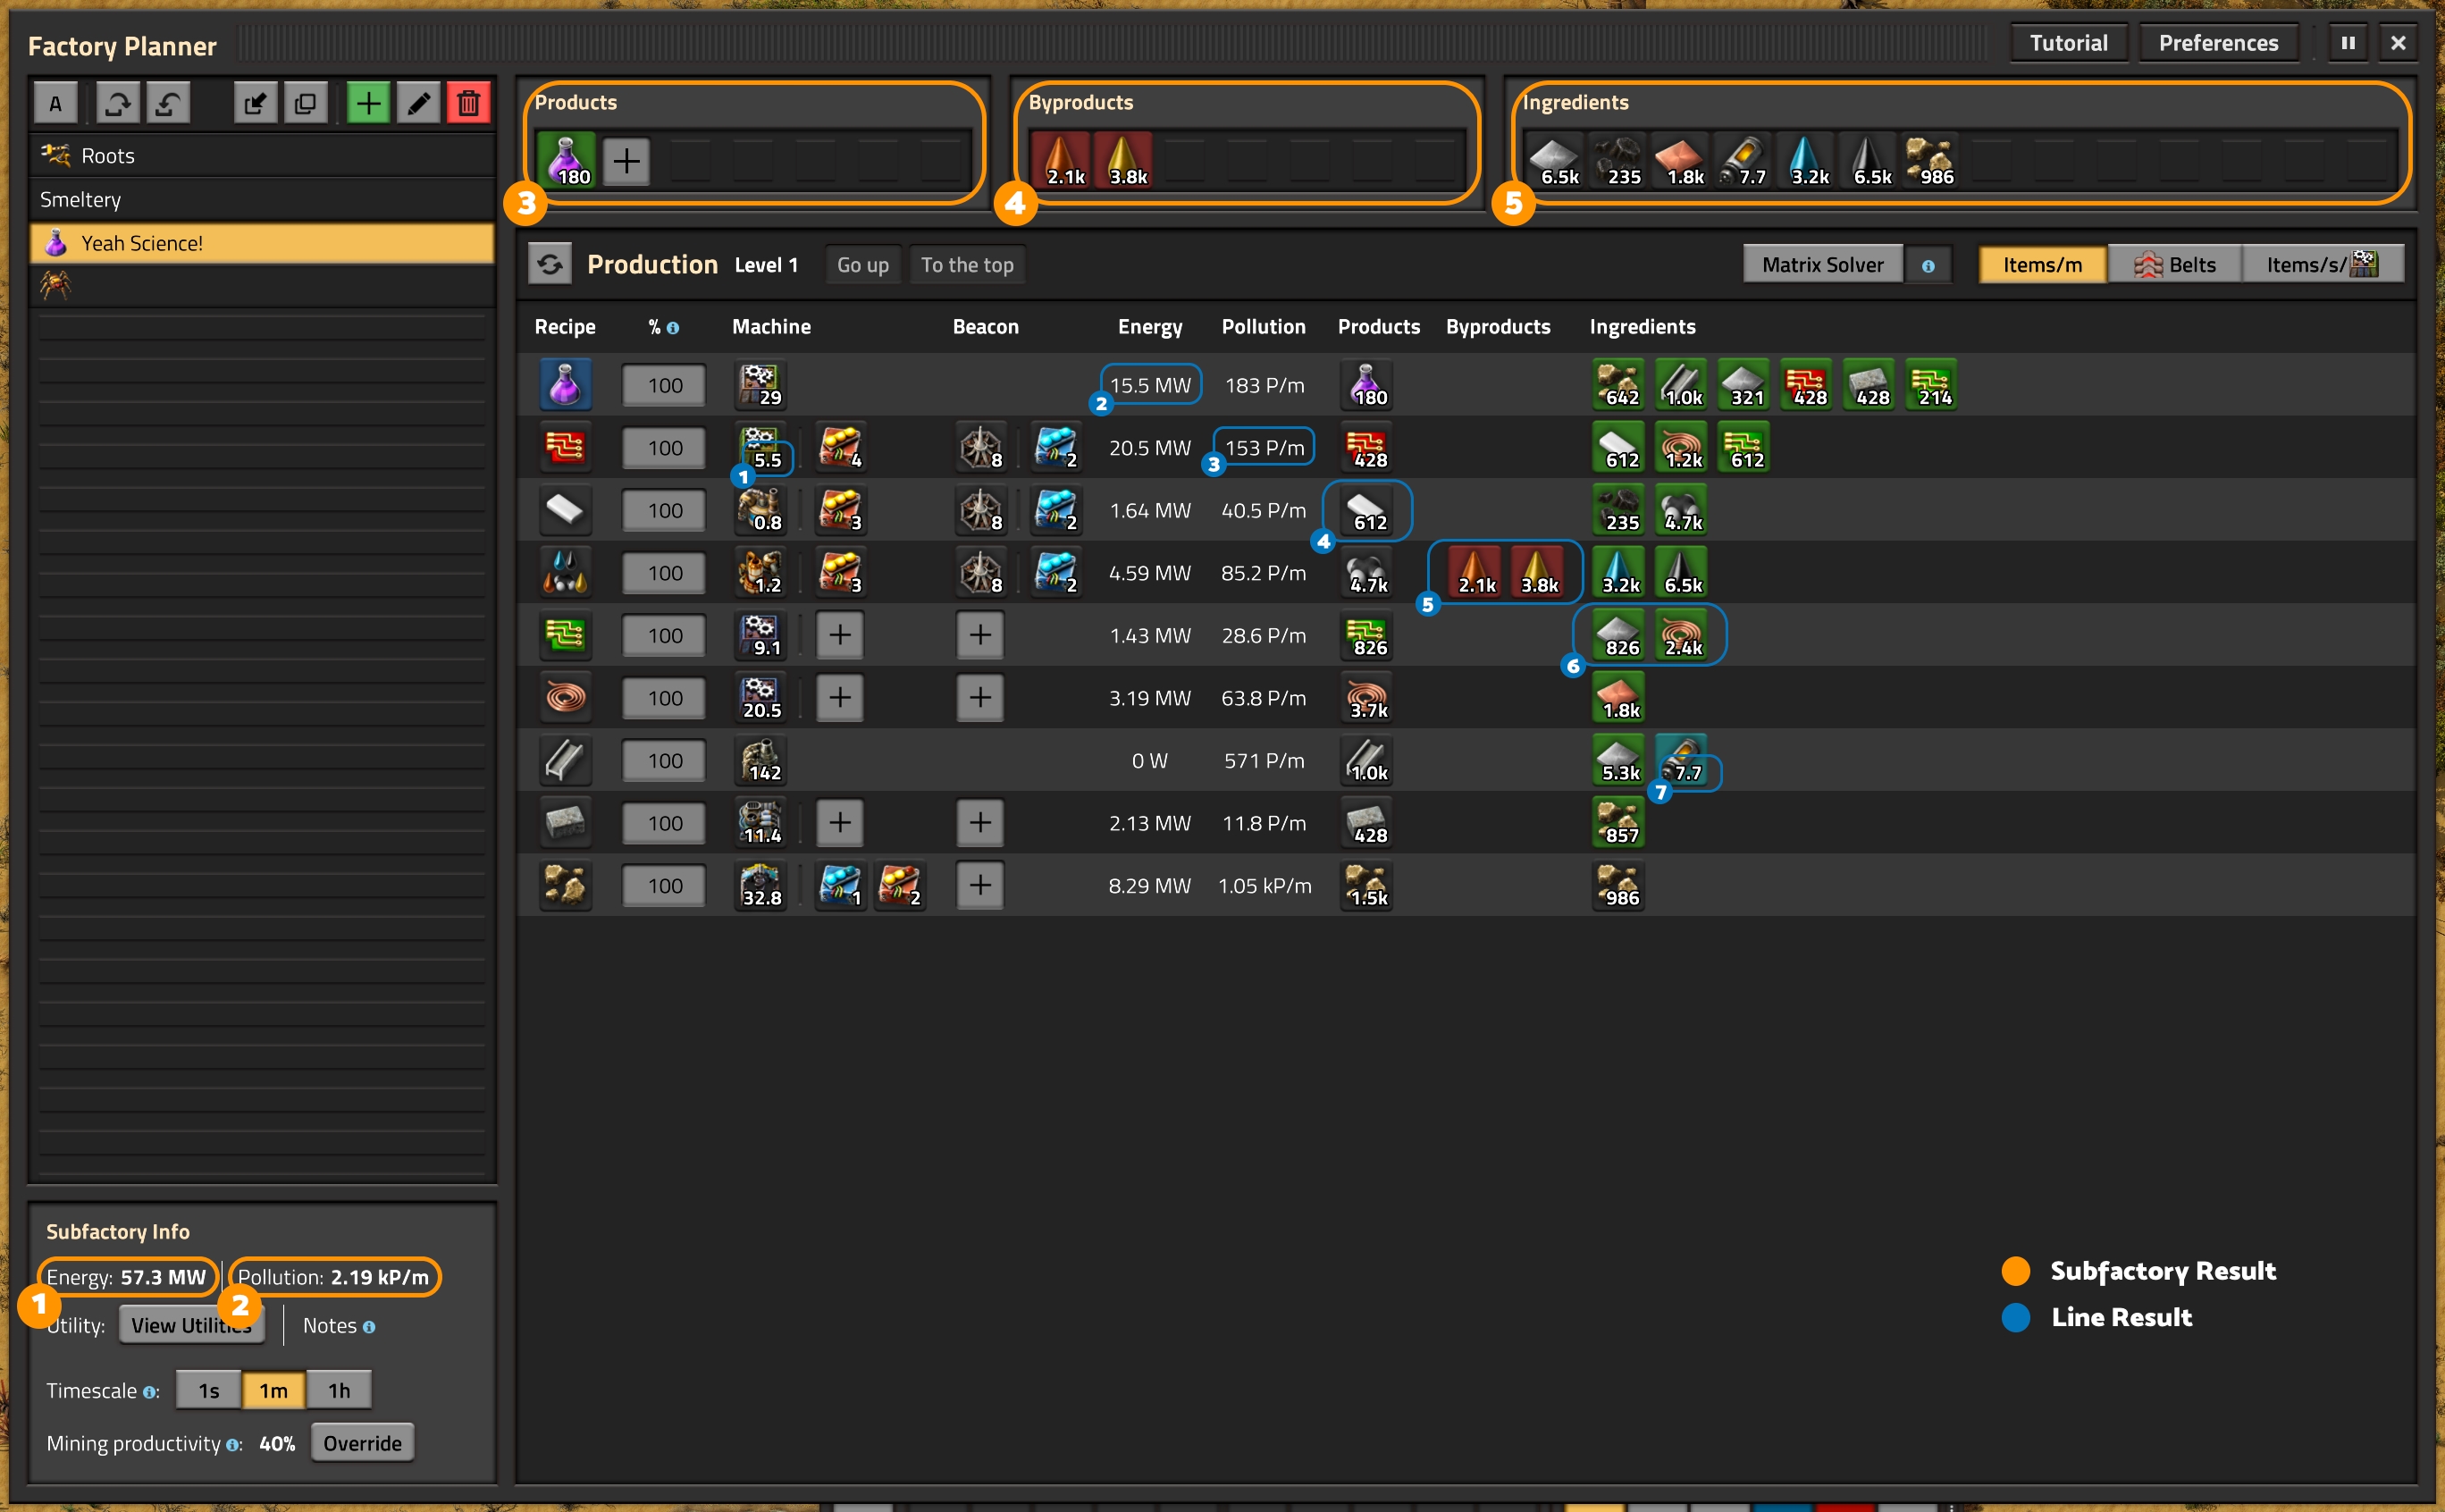 Factory Planner
Tutorial
Preferences
A
Roots
Smeltery
Yeah Science!
Products
180
3
Byproducts
2.1k 3.8k
4
Ingredients
6.5k 235 1.8k 7.7 3.2k 6.5k 986
5
Production Level 1 Go up To the top
Matrix Solver
Items/m Belts Items/s/
Recipe % Machine Beacon Energy Pollution Products Byproducts Ingredients
100 29 15.5 MW 183 P/m 180 642 1.0k 321 428 428 214
2
100 5.5 4 8 2 20.5 MW 153 P/m 428 612 1.2k 612
1 3
100 0.8 3 8 2 1.64 MW 40.5 P/m 612 235 4.7k
4
100 1.2 3 8 2 4.59 MW 85.2 P/m 4.7k 2.1k 3.8k 3.2k 6.5k
5
100 9.1 1.43 MW 28.6 P/m 826 826 2.4k
6
100 20.5 3.19 MW 63.8 P/m 3.7k 1.8k
100 142 0 W 571 P/m 1.0k 5.3k 7.7
7
100 11.4 2.13 MW 11.8 P/m 428 857
100 32.8 1 2 8.29 MW 1.05 kP/m 1.5k 986
Subfactory Info
Energy: 57.3 MW Pollution: 2.19 kP/m
1 2
Utility: View Utilities Notes
Timescale : 1s 1m 1h
Mining productivity : 40% Override
Subfactory Result
Line Result